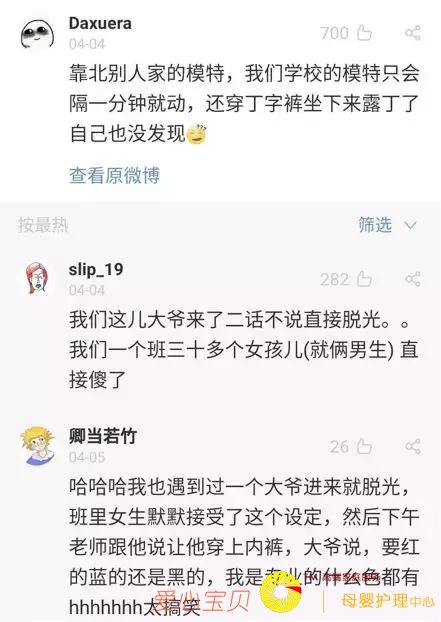 Daxuera
04-04
700
靠北别人家的模特，我们学校的模特只会
隔一分钟就动，还穿丁字裤坐下来露丁了
自己也没发现
查看原微博
按最热
筛选
slip_19
04-04
282
我们这儿大爷来了二话不说直接脱光。。
我们一个班三十多个女孩儿(就俩男生) 直
接傻了
卿当若竹
04-05
26
哈哈哈我也遇到过一个大爷进来就脱光，
班里女生默默接受了这个设定，然后下午
老师跟他说让他穿上内裤，大爷说，要红
的蓝的还是黑的，我是专业的什么色都有
hhhhhhh太搞笑
爱心宝贝
母婴护理中心